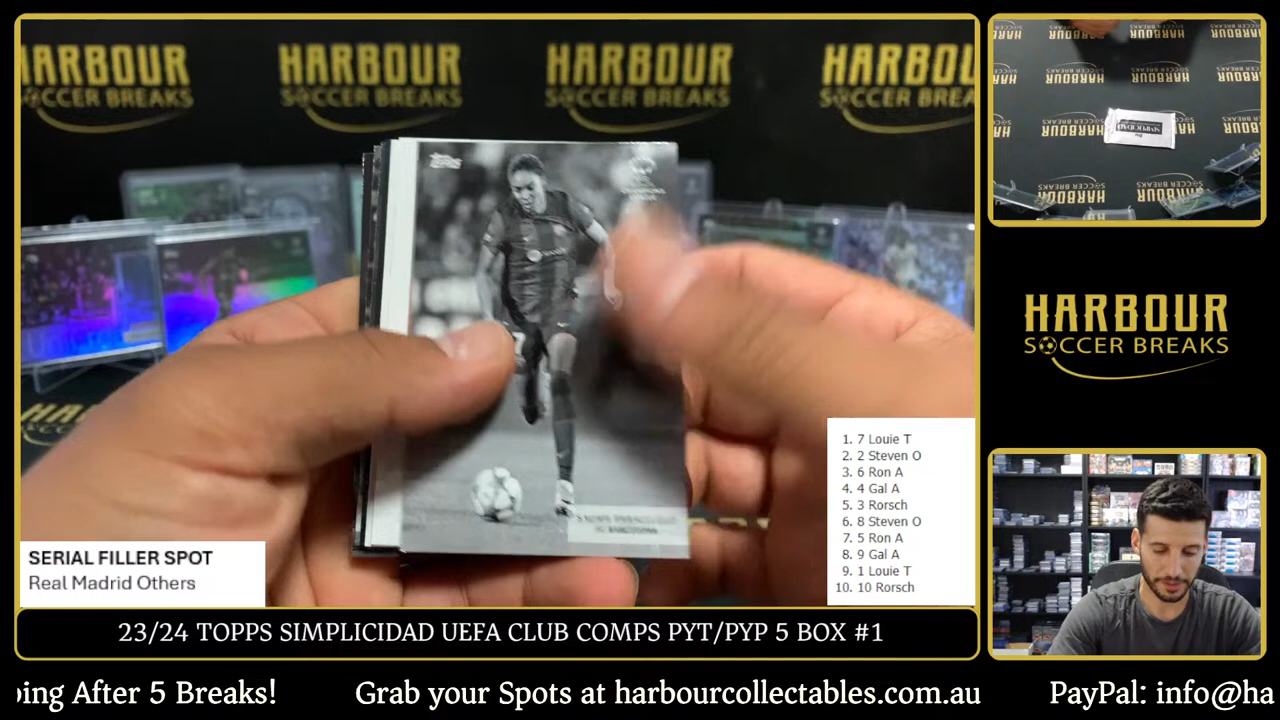 HARBOUR
SOCCER BREAKS
HARBOUR
SOCCER BREAKS
HARBOUR
SOCCER BREAKS
HARBOUR
SOCCER BREAKS
Topps
SIMPLICIDAD
HARBOUR
SOCCER BREAKS
1. 7 Louie T
2. 2 Steven O
3. 6 Ron A
4. 4 Gal A
5. 3 Rorsch
6. 8 Steven O
7. 5 Ron A
8. 9 Gal A
9. 1 Louie T
10. 10 Rorsch
SERIAL FILLER SPOT
Real Madrid Others
23/24 TOPPS SIMPLICIDAD UEFA CLUB COMPS PYT/PYP 5 BOX #1
ping After 5 Breaks! Grab your Spots at harbourcollectables.com.au PayPal: info@ha